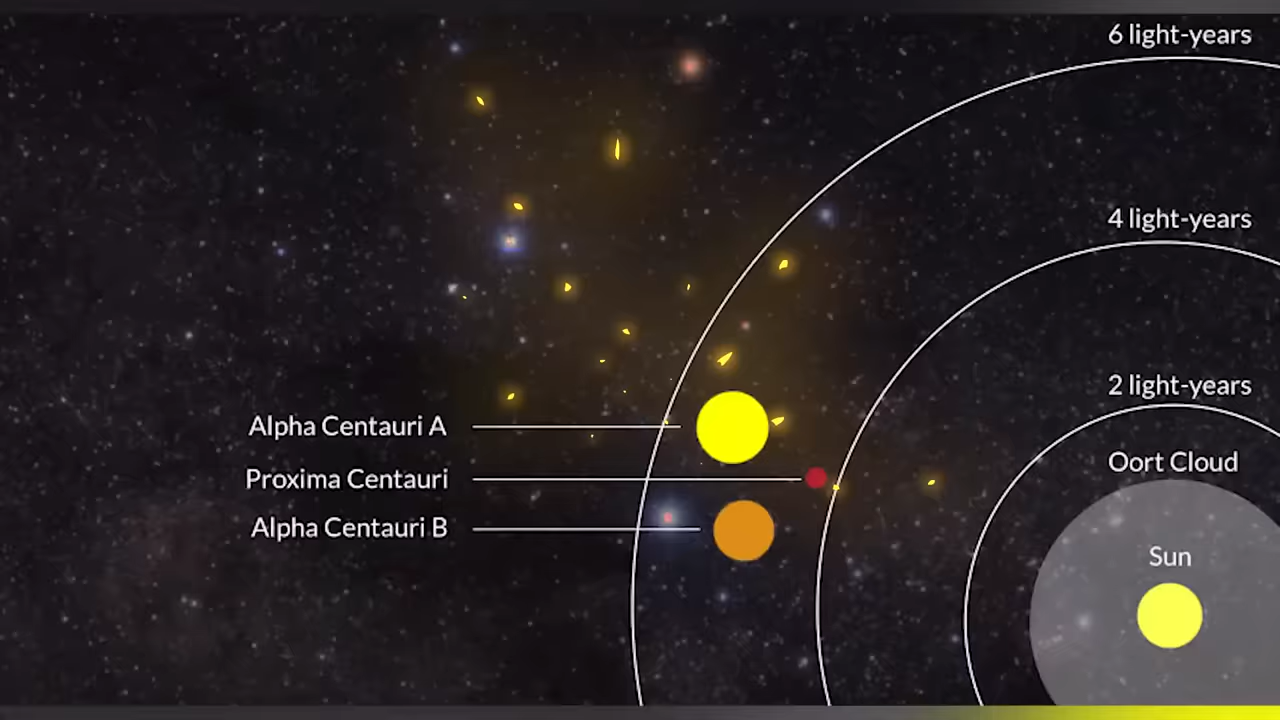 6 light-years
4 light-years
2 light-years
Oort Cloud
Sun
Alpha Centauri A
Proxima Centauri
Alpha Centauri B